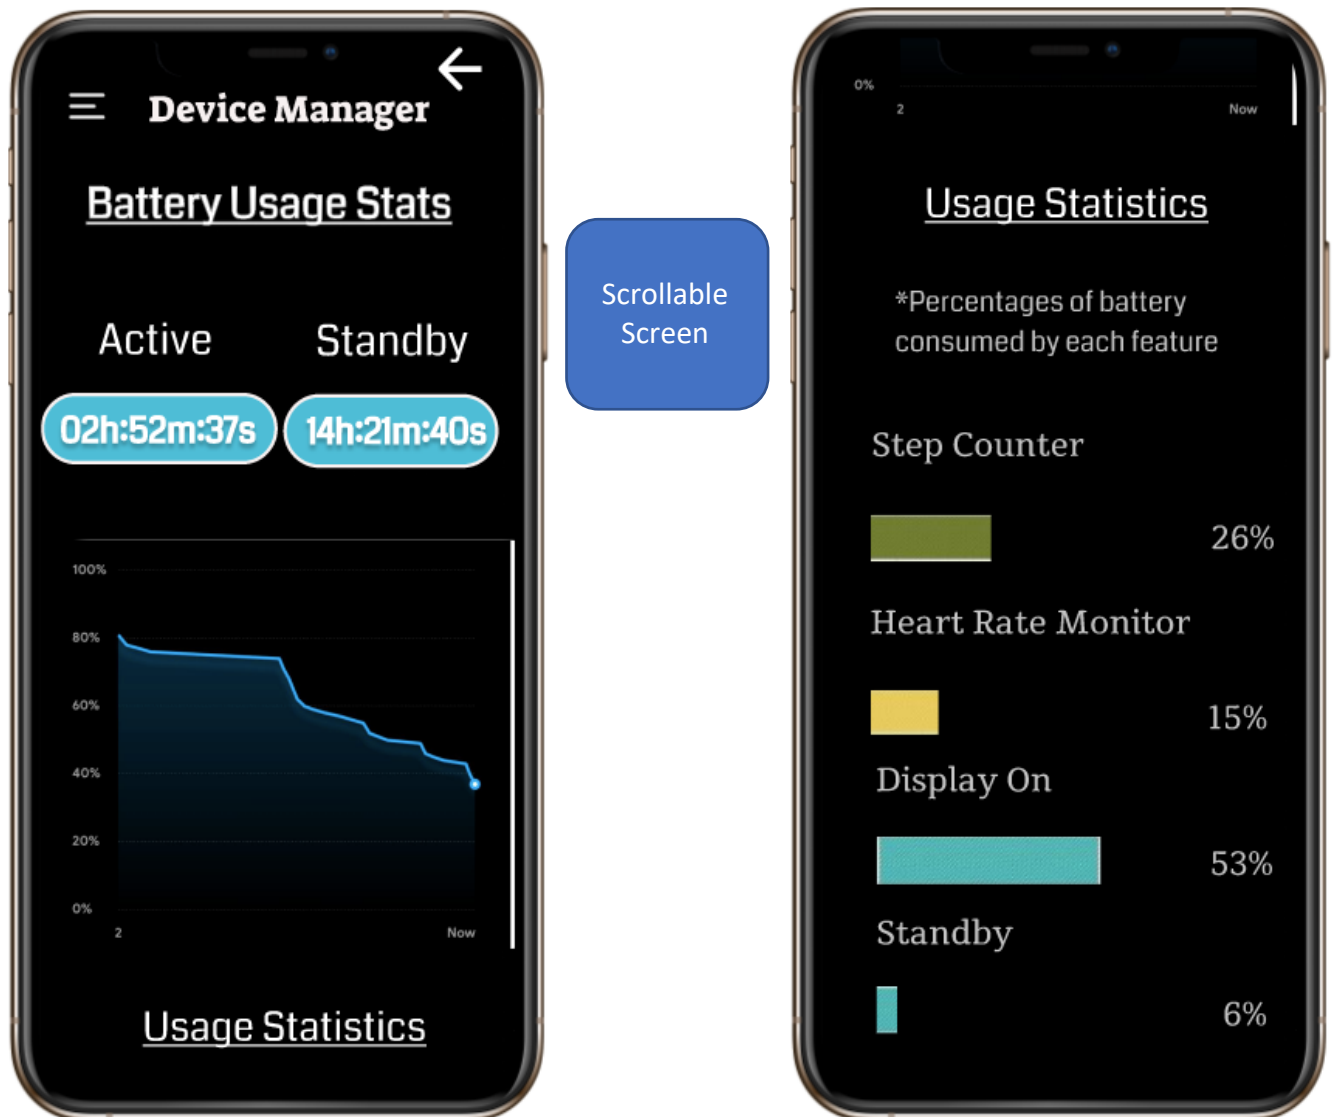 Device Manager
Battery Usage Stats
Active Standby
02h:52m:37s 14h:21m:40s
100%
80%
60%
40%
20%
0%
2 Now
Usage Statistics
Scrollable
Screen
0%
2 Now
Usage Statistics
*Percentages of battery
consumed by each feature
Step Counter
26%
Heart Rate Monitor
15%
Display On
53%
Standby
6%